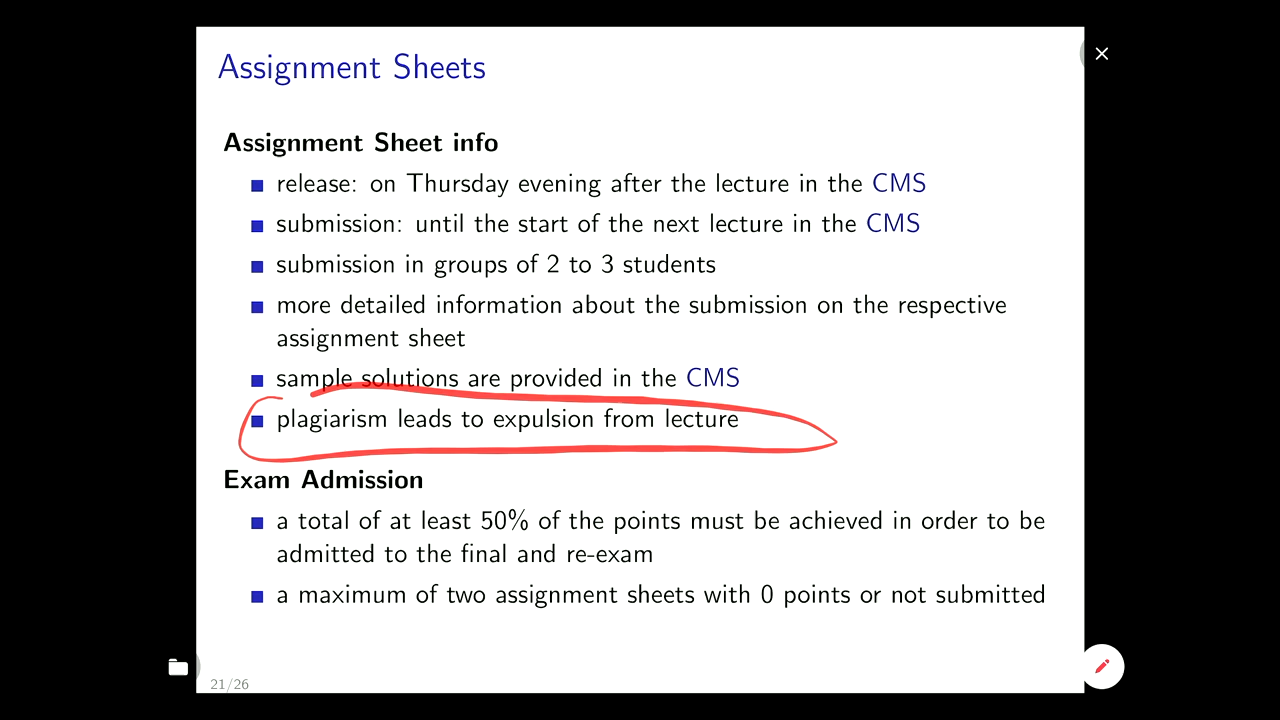 Assignment Sheets
Assignment Sheet info
release: on Thursday evening after the lecture in the CMS
submission: until the start of the next lecture in the CMS
submission in groups of 2 to 3 students
more detailed information about the submission on the respective
assignment sheet
sample solutions are provided in the CMS
plagiarism leads to expulsion from lecture
Exam Admission
a total of at least 50% of the points must be achieved in order to be
admitted to the final and re-exam
a maximum of two assignment sheets with 0 points or not submitted
21/26